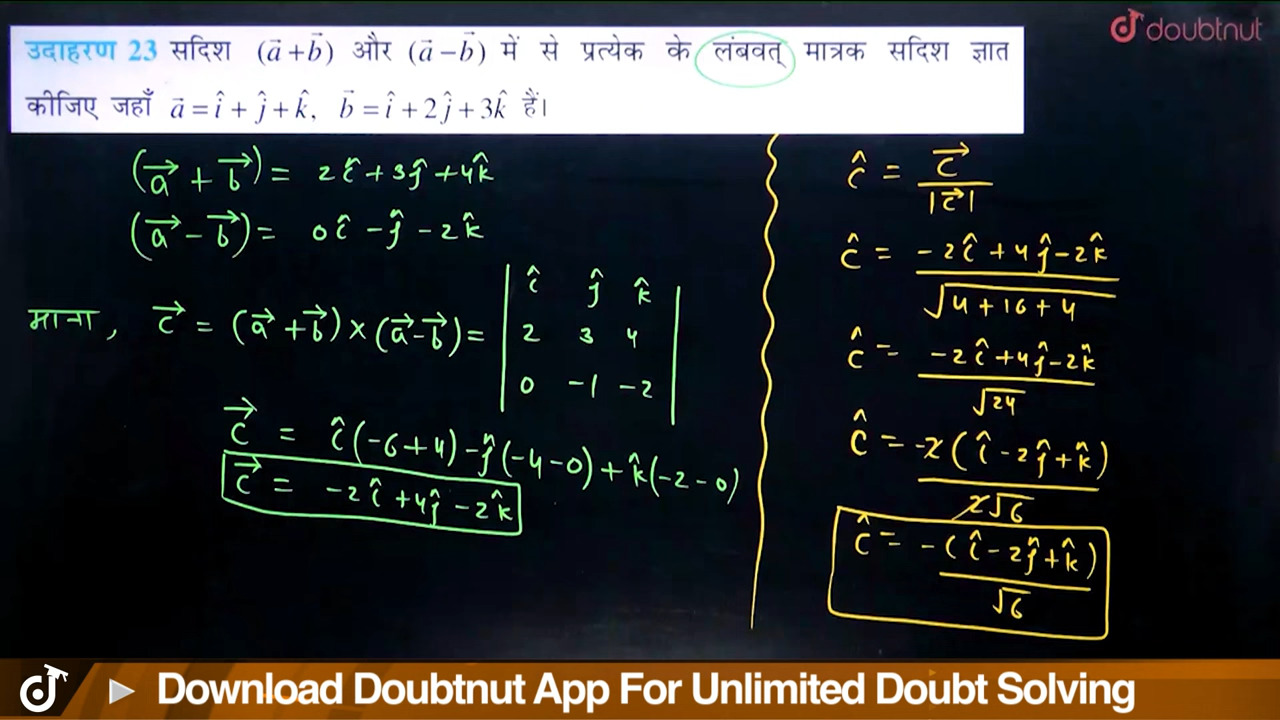 doubtnut
उदाहरण 23 सदिश (a⃗+b⃗) और (a⃗−b⃗) में से प्रत्येक के लंबवत् मात्रक सदिश ज्ञात
कीजिए जहाँ a⃗ = î + ĵ + k̂, b⃗ = î + 2ĵ + 3k̂ हैं।
(a⃗ + b⃗) = 2î + 3ĵ + 4k̂
(a⃗ − b⃗) = 0î − ĵ − 2k̂
माना, c⃗ = (a⃗ + b⃗) × (a⃗ − b⃗) =
| î ĵ k̂ |
| 2 3 4 |
| 0 −1 −2 |
c⃗ = î(−6+4) − ĵ(−4−0) + k̂(−2−0)
c⃗ = −2î + 4ĵ − 2k̂
ĉ = c⃗ / |c⃗|
ĉ = −2î + 4ĵ − 2k̂ / √4+16+4
ĉ = −2î + 4ĵ − 2k̂ / √24
ĉ = −2(î − 2ĵ + k̂) / 2√6
ĉ = −(î − 2ĵ + k̂) / √6
Download Doubtnut App For Unlimited Doubt Solving